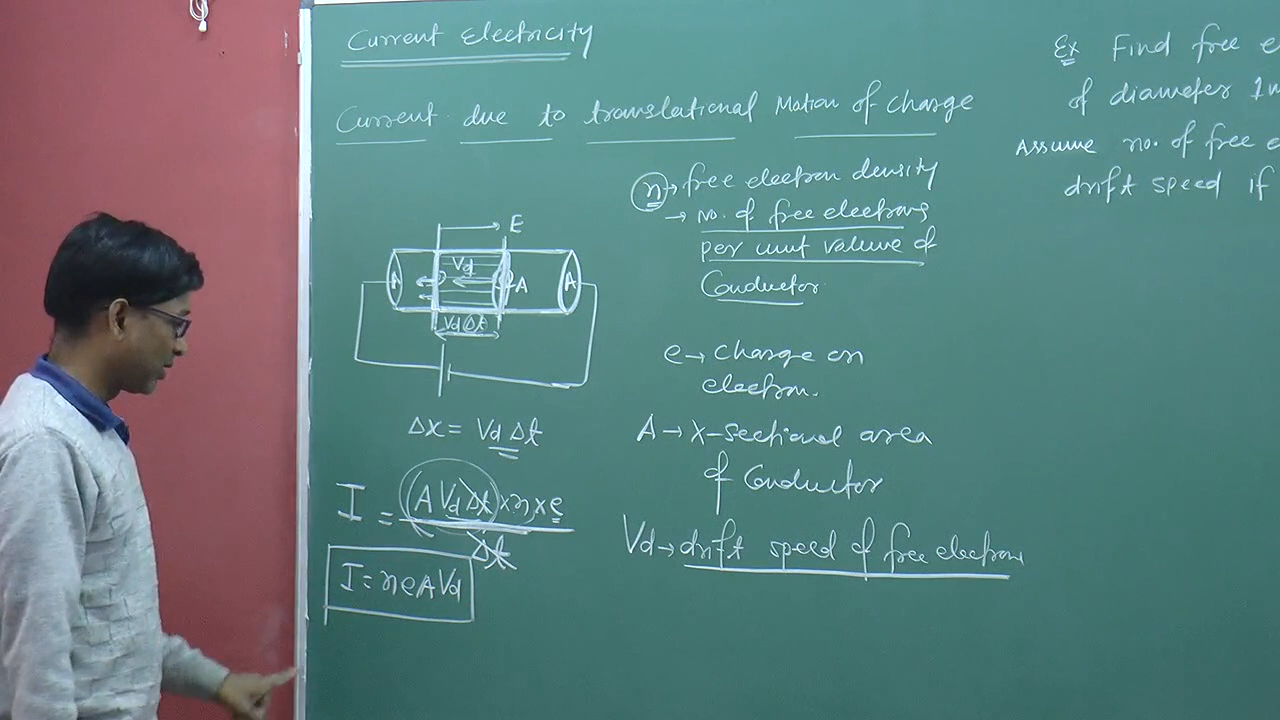 Current Electricity
Current due to translational Motion of charge
n → free electron density
→ No. of free electrons
per unit volume of
Conductor.
E
A
Vd
A
A
Vd Δt
e → Charge on
electron.
Δx = Vd Δt
A → X-sectional area
of Conductor
I = (A Vd Δt) × n × e
Δt
Vd → drift speed of free electrons
I = neAVd
Ex Find free e
of diameter 1
Assume no. of free e
drift speed if